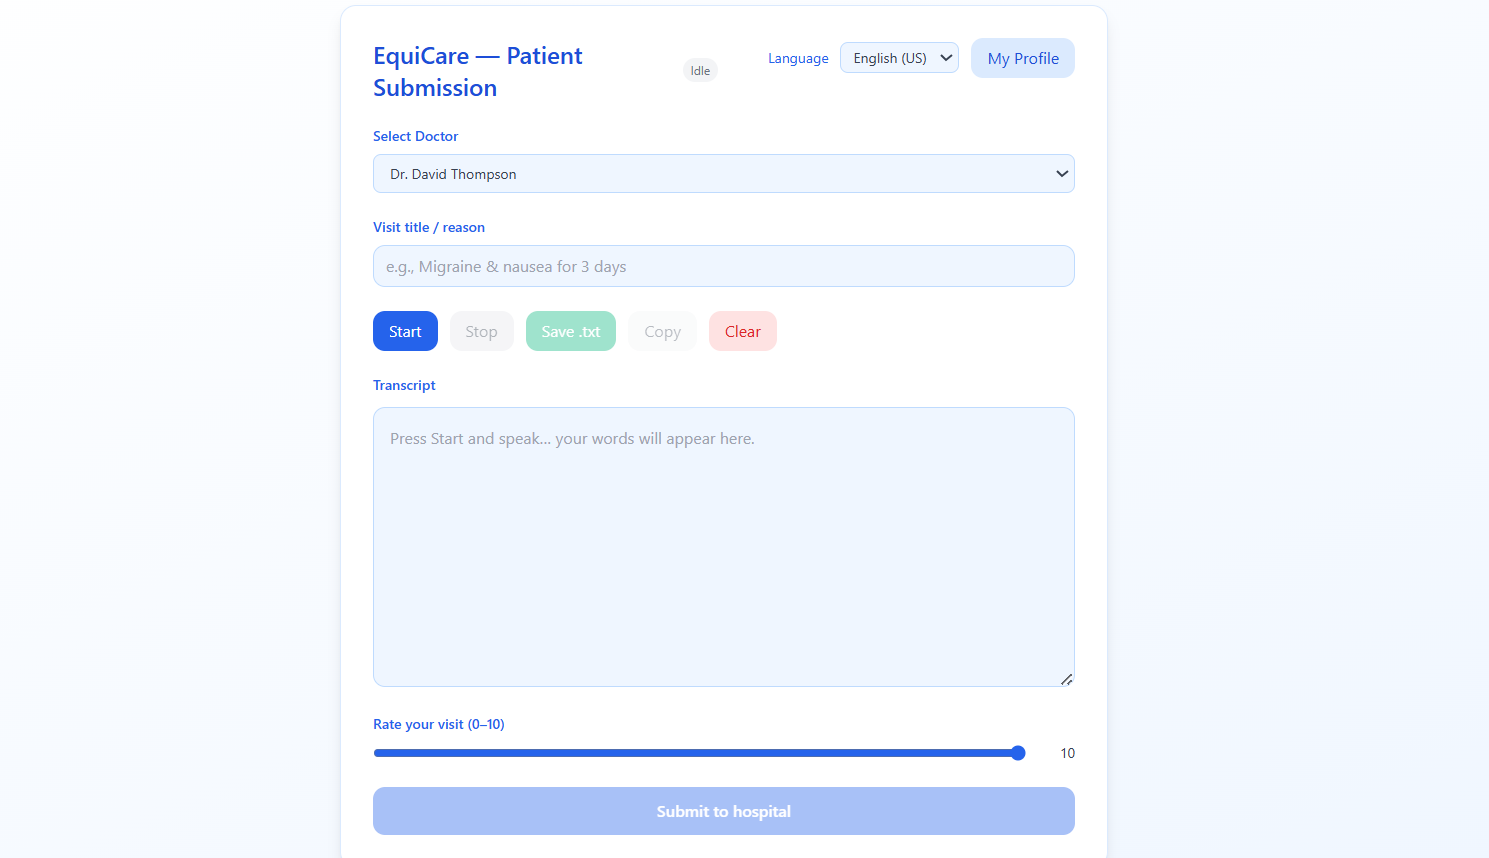 EquiCare — Patient
Submission
Idle
Language
English (US)
My Profile
Select Doctor
Dr. David Thompson
Visit title / reason
e.g., Migraine & nausea for 3 days
Start
Stop
Save .txt
Copy
Clear
Transcript
Press Start and speak... your words will appear here.
Rate your visit (0–10)
10
Submit to hospital